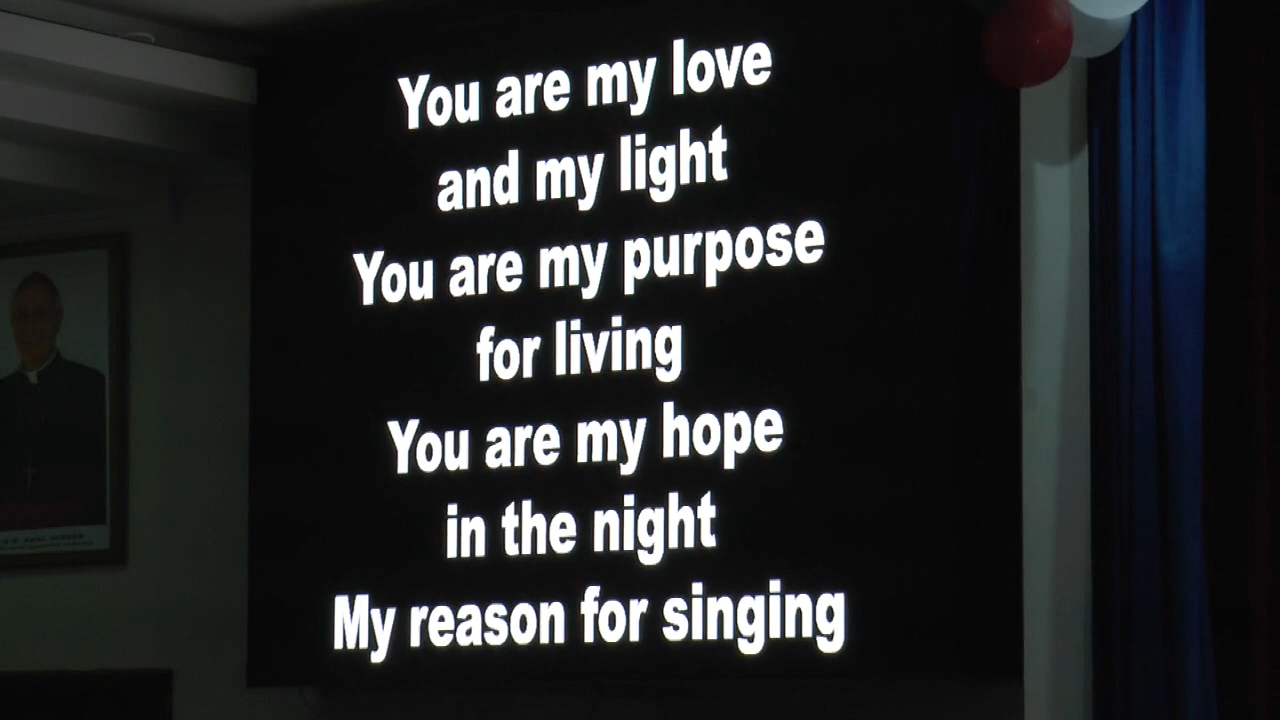 You are my love
and my light
You are my purpose
for living
You are my hope
in the night
My reason for singing